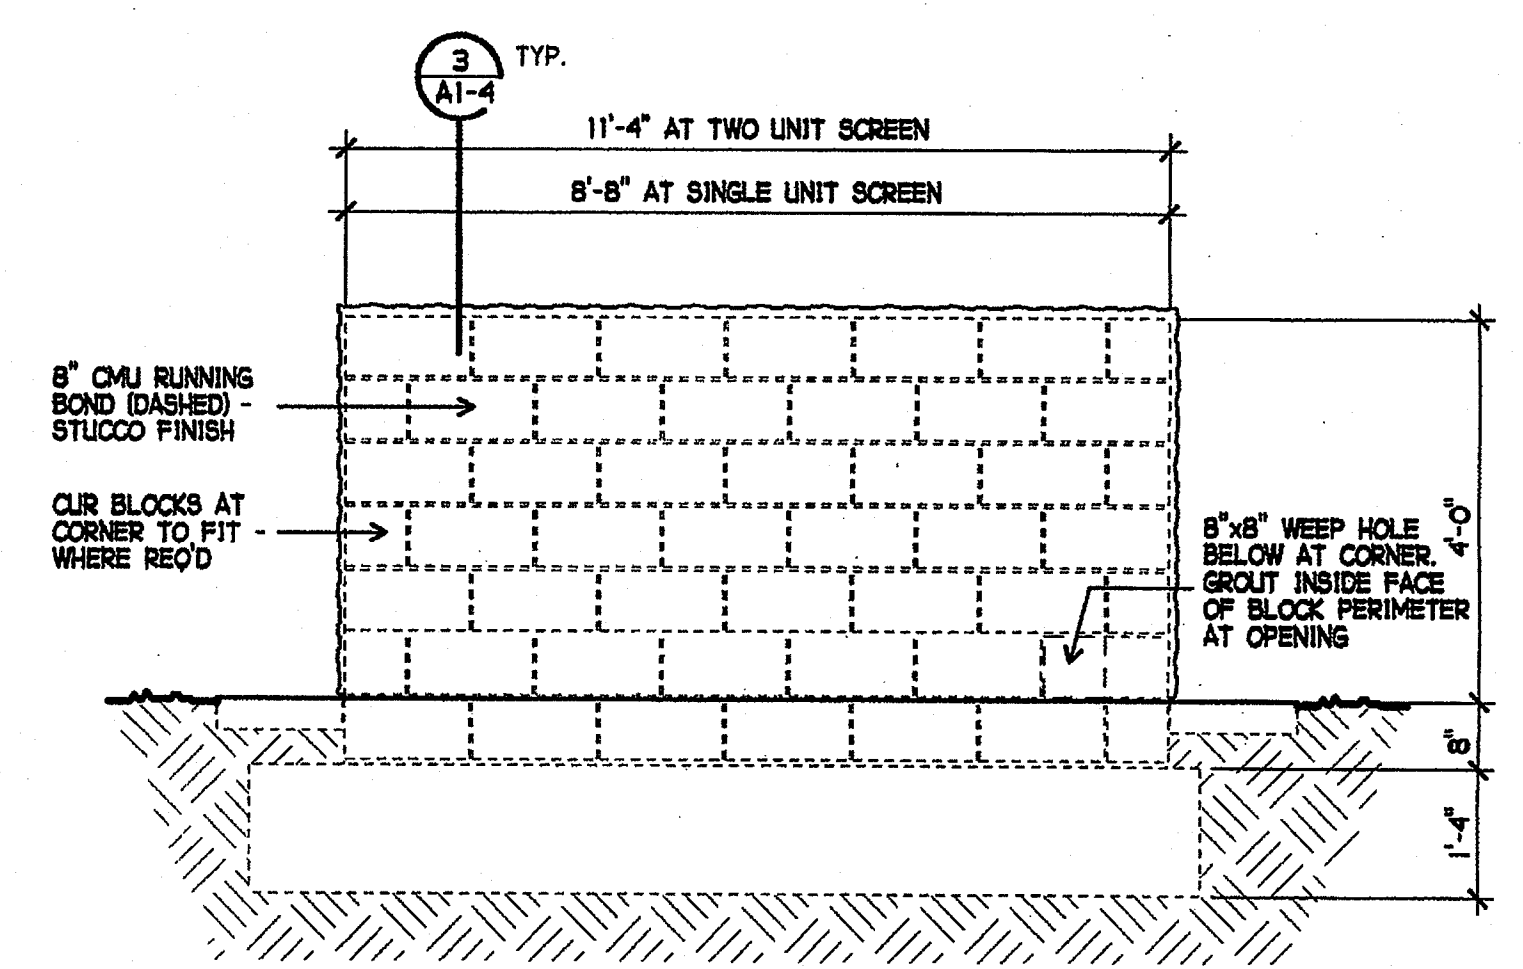 3 TYP.
A1-4
11'-4" AT TWO UNIT SCREEN
8'-8" AT SINGLE UNIT SCREEN
8" CMU RUNNING
BOND (DASHED) -
STUCCO FINISH
CUR BLOCKS AT
CORNER TO FIT -
WHERE REQ'D
8"x8" WEEP HOLE
BELOW AT CORNER.
GROUT INSIDE FACE
OF BLOCK PERIMETER
AT OPENING
4'-0"
8"
1'-4"